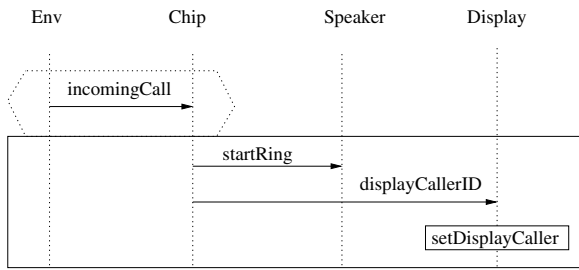 Env Chip Speaker Display
incomingCall
startRing
displayCallerID
setDisplayCaller